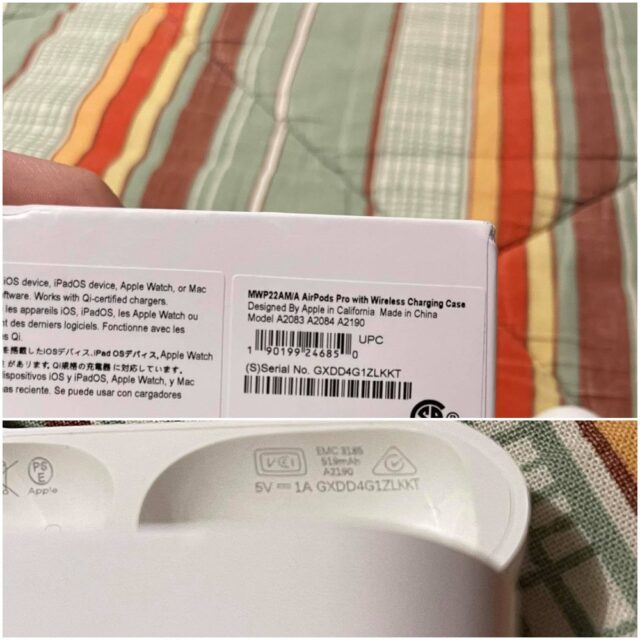 iOS device, iPadOS device, Apple Watch, or Mac
ftware. Works with Qi-certified chargers.
les appareils iOS, iPadOS, les Apple Watch ou
nt des derniers logiciels. Fonctionne avec les
s Qi.
を搭載したiOSデバイス、iPad OSデバイス、Apple Watch
があります。Qi規格の充電器に対応しています。
dispositivos iOS y iPadOS, Apple Watch, y Mac
más reciente. Se puede usar con cargadores
MWP22AM/A AirPods Pro with Wireless Charging Case
Designed By Apple in California Made in China
Model A2083 A2084 A2190
UPC
1 90199 24685 0
(S)Serial No. GXDD4G1ZLKKT
PSE
Apple
VCI
EMC 3185
519mAh
A2190
5V ⎓ 1A GXDD4G1ZLKKT